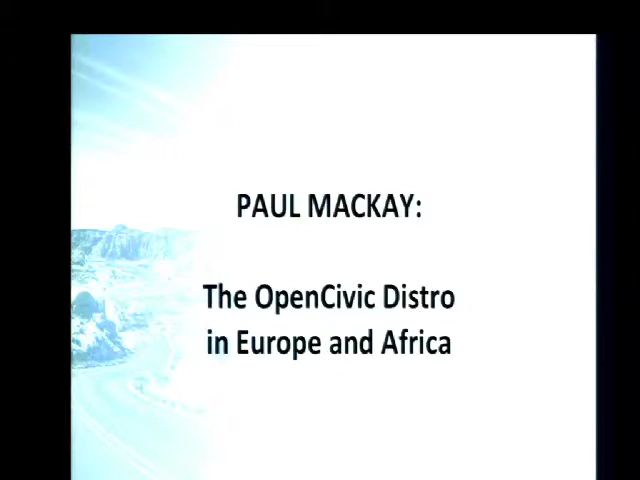 PAUL MACKAY:
The OpenCivic Distro
in Europe and Africa